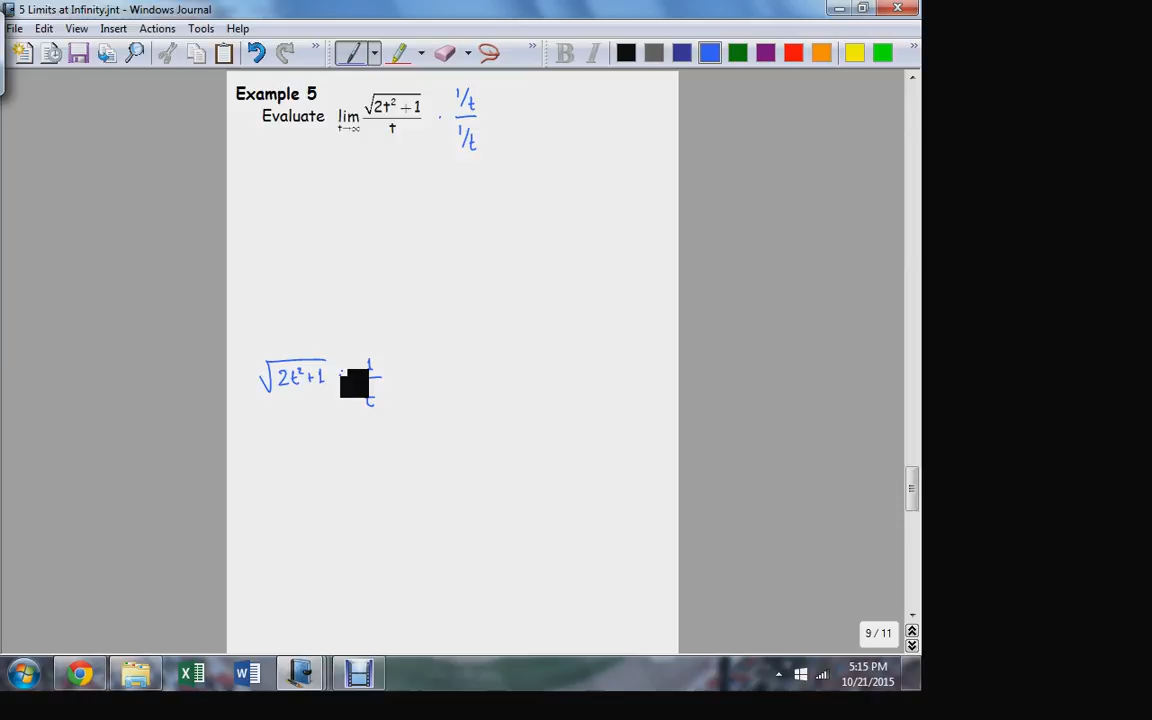 5 Limits at Infinity.jnt - Windows Journal
File Edit View Insert Actions Tools Help
Example 5
Evaluate lim t→∞ √(2t²+1)/t · (1/t)/(1/t)
√(2t²+1) · 1/t
9 / 11
5:15 PM
10/21/2015